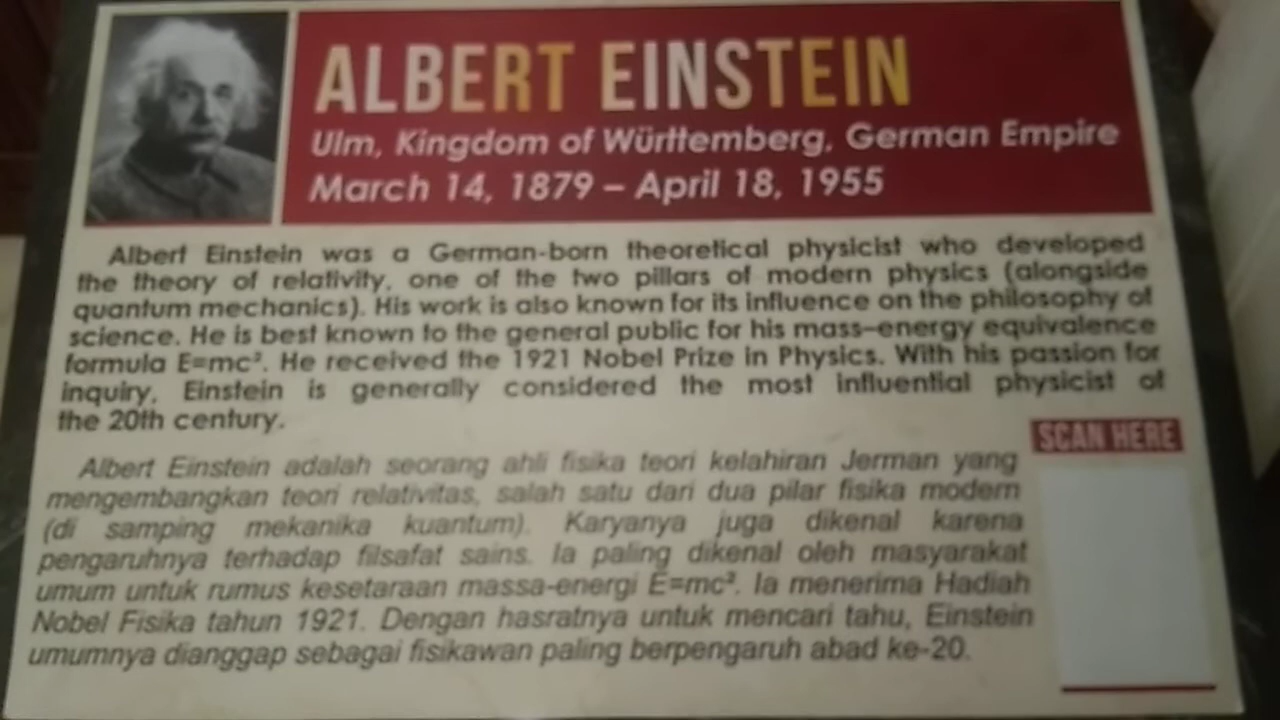 ALBERT EINSTEIN
Ulm, Kingdom of Württemberg, German Empire
March 14, 1879 – April 18, 1955
Albert Einstein was a German-born theoretical physicist who developed
the theory of relativity, one of the two pillars of modern physics (alongside
quantum mechanics). His work is also known for its influence on the philosophy of
science. He is best known to the general public for his mass–energy equivalence
formula E=mc². He received the 1921 Nobel Prize in Physics. With his passion for
inquiry, Einstein is generally considered the most influential physicist of
the 20th century.
SCAN HERE
Albert Einstein adalah seorang ahli fisika teori kelahiran Jerman yang
mengembangkan teori relativitas, salah satu dari dua pilar fisika modern
(di samping mekanika kuantum). Karyanya juga dikenal karena
pengaruhnya terhadap filsafat sains. Ia paling dikenal oleh masyarakat
umum untuk rumus kesetaraan massa-energi E=mc². Ia menerima Hadiah
Nobel Fisika tahun 1921. Dengan hasratnya untuk mencari tahu, Einstein
umumnya dianggap sebagai fisikawan paling berpengaruh abad ke-20.